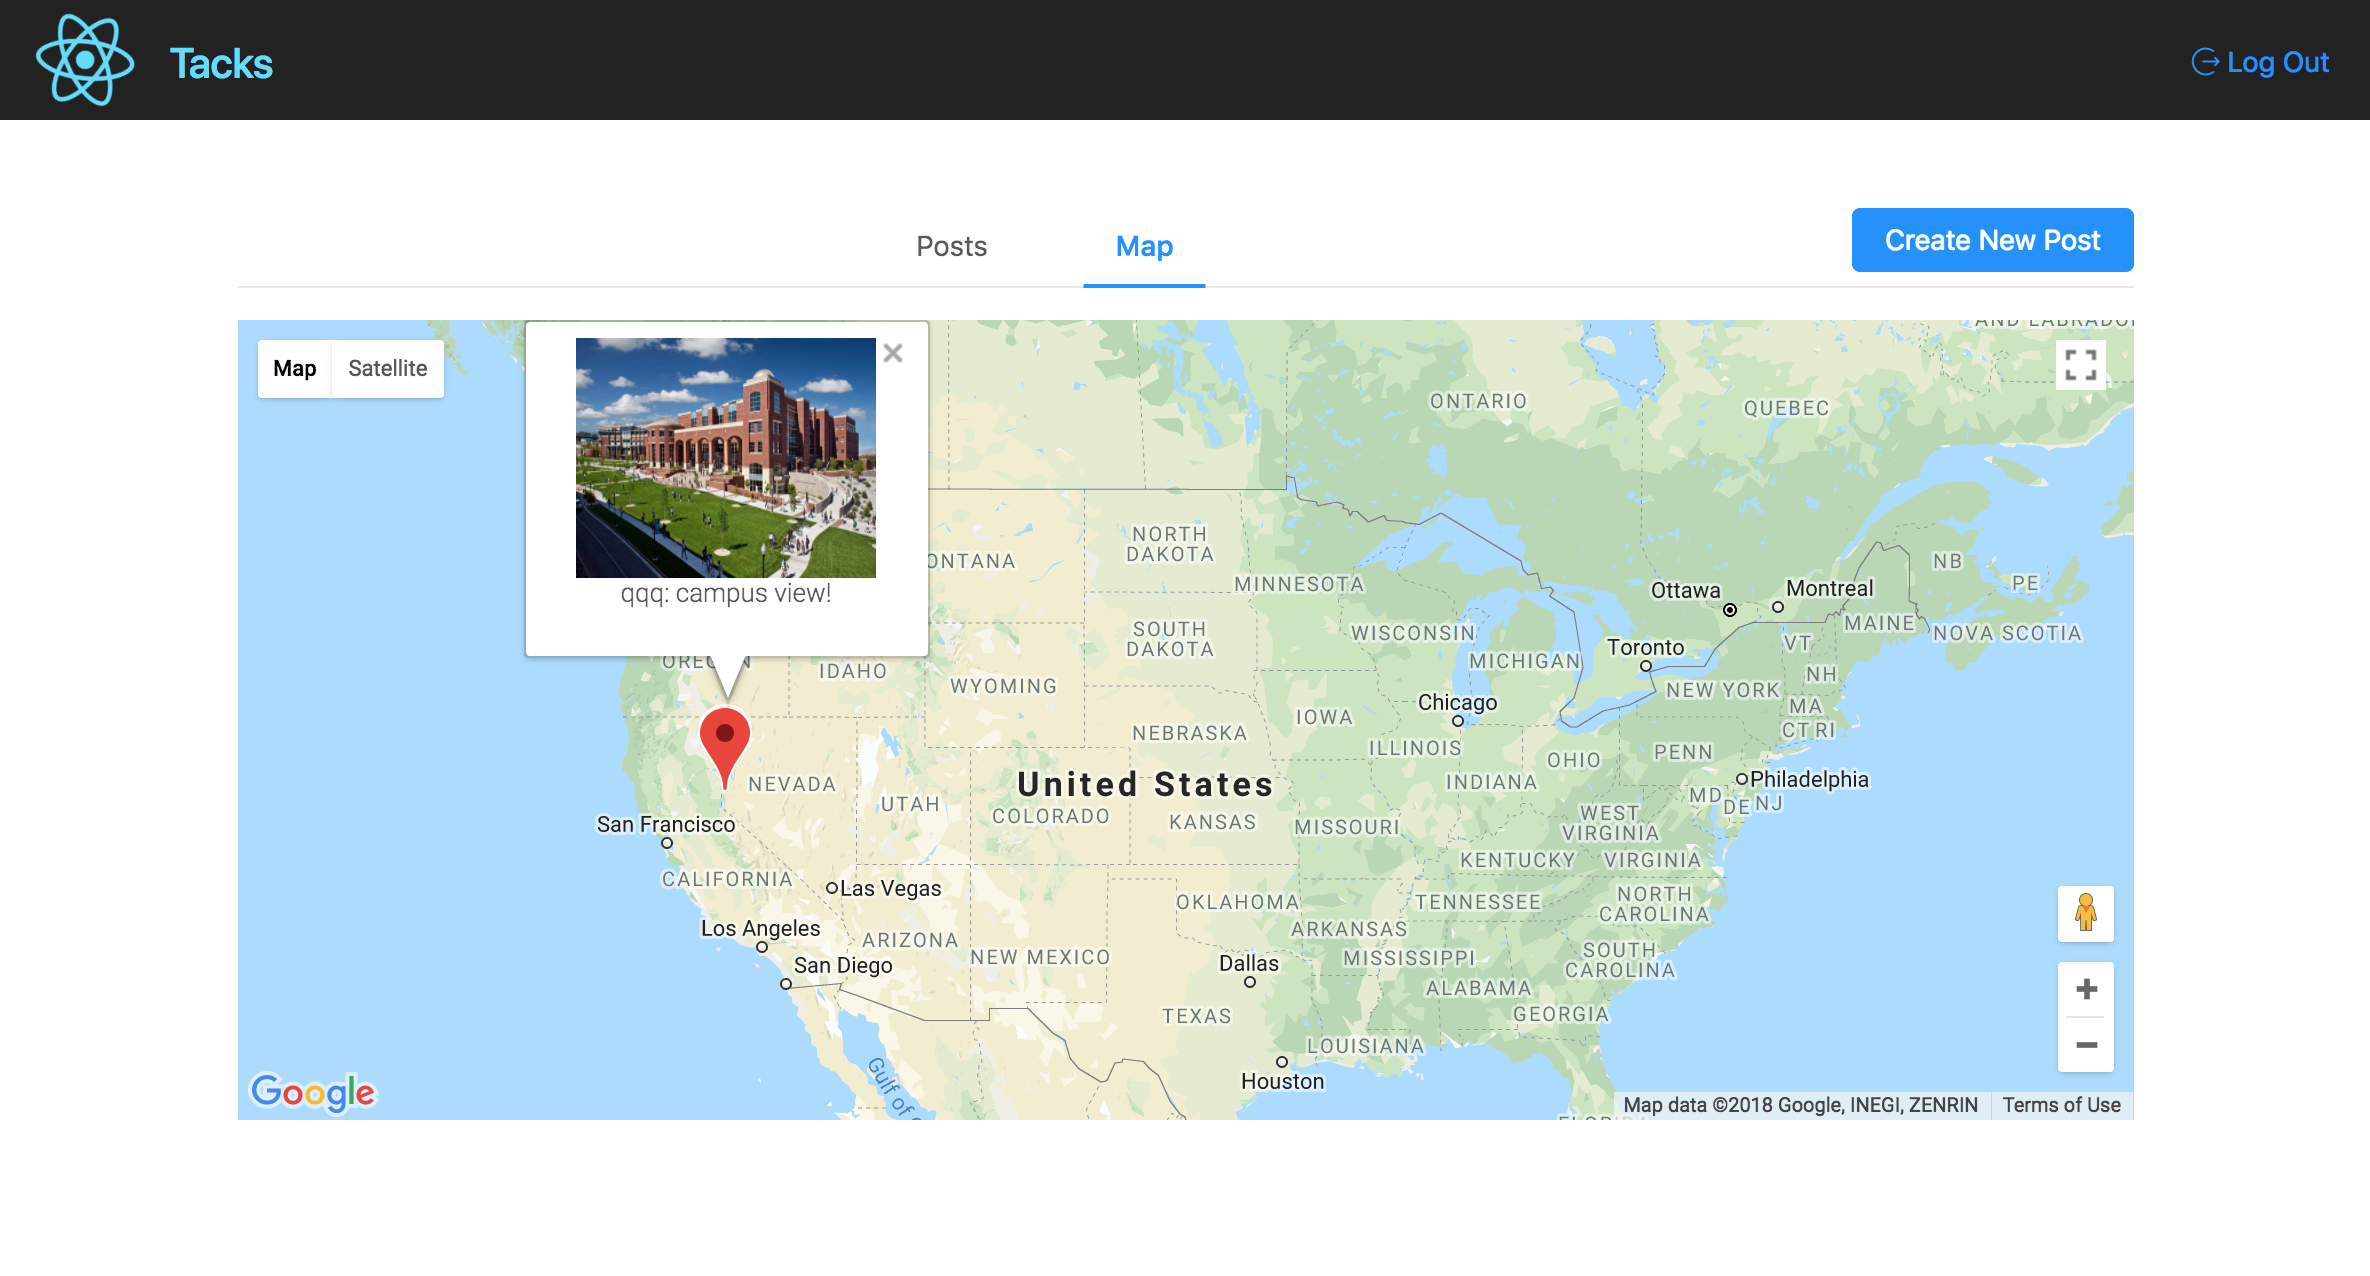 Tacks
Log Out
Posts
Map
Create New Post
Map
Satellite
qqq: campus view!
ONTARIO
QUEBEC
NORTH
DAKOTA
ONTANA
MINNESOTA
NB
PE
Ottawa
Montreal
MAINE
NOVA SCOTIA
SOUTH
DAKOTA
WISCONSIN
VT
Toronto
MICHIGAN
NH
IDAHO
WYOMING
NEW YORK
Chicago
MA
IOWA
CT RI
NEBRASKA
ILLINOIS
PENN
OHIO
NEVADA
United States
INDIANA
Philadelphia
MD
DE
NJ
UTAH
COLORADO
KANSAS
MISSOURI
WEST
VIRGINIA
San Francisco
KENTUCKY
VIRGINIA
CALIFORNIA
Las Vegas
OKLAHOMA
TENNESSEE
NORTH
CAROLINA
Los Angeles
ARIZONA
ARKANSAS
NEW MEXICO
MISSISSIPPI
SOUTH
CAROLINA
San Diego
Dallas
ALABAMA
TEXAS
GEORGIA
LOUISIANA
Houston
Gulf of
Google
Map data ©2018 Google, INEGI, ZENRIN
Terms of Use